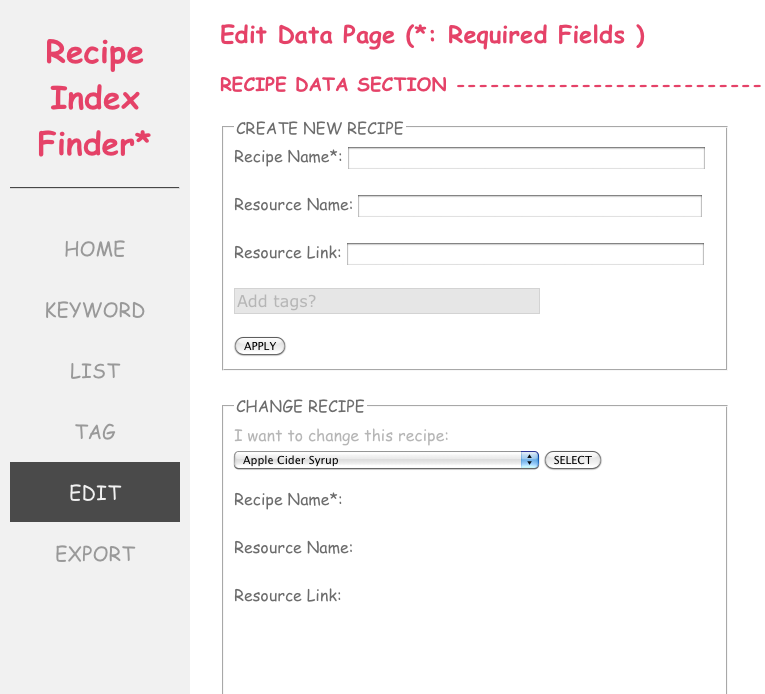 Recipe
Index
Finder*
HOME
KEYWORD
LIST
TAG
EDIT
EXPORT
Edit Data Page (*: Required Fields )
RECIPE DATA SECTION ---------------------------
CREATE NEW RECIPE
Recipe Name*:
Resource Name:
Resource Link:
Add tags?
APPLY
CHANGE RECIPE
I want to change this recipe:
Apple Cider Syrup SELECT
Recipe Name*:
Resource Name:
Resource Link: